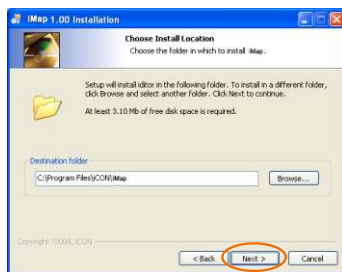 iMap 1.00 Installation
Choose Install Location
Choose the folder in which to install iMap.
Setup will install iditor in the following folder. To install in a different folder,
click Browse and select another folder. Click Next to continue.
At least 3.10 Mb of free disk space is required.
Destination folder
C:\Program Files\iCON\iMap
Browse...
Copyright ?2008, iCON
< Back
Next >
Cancel